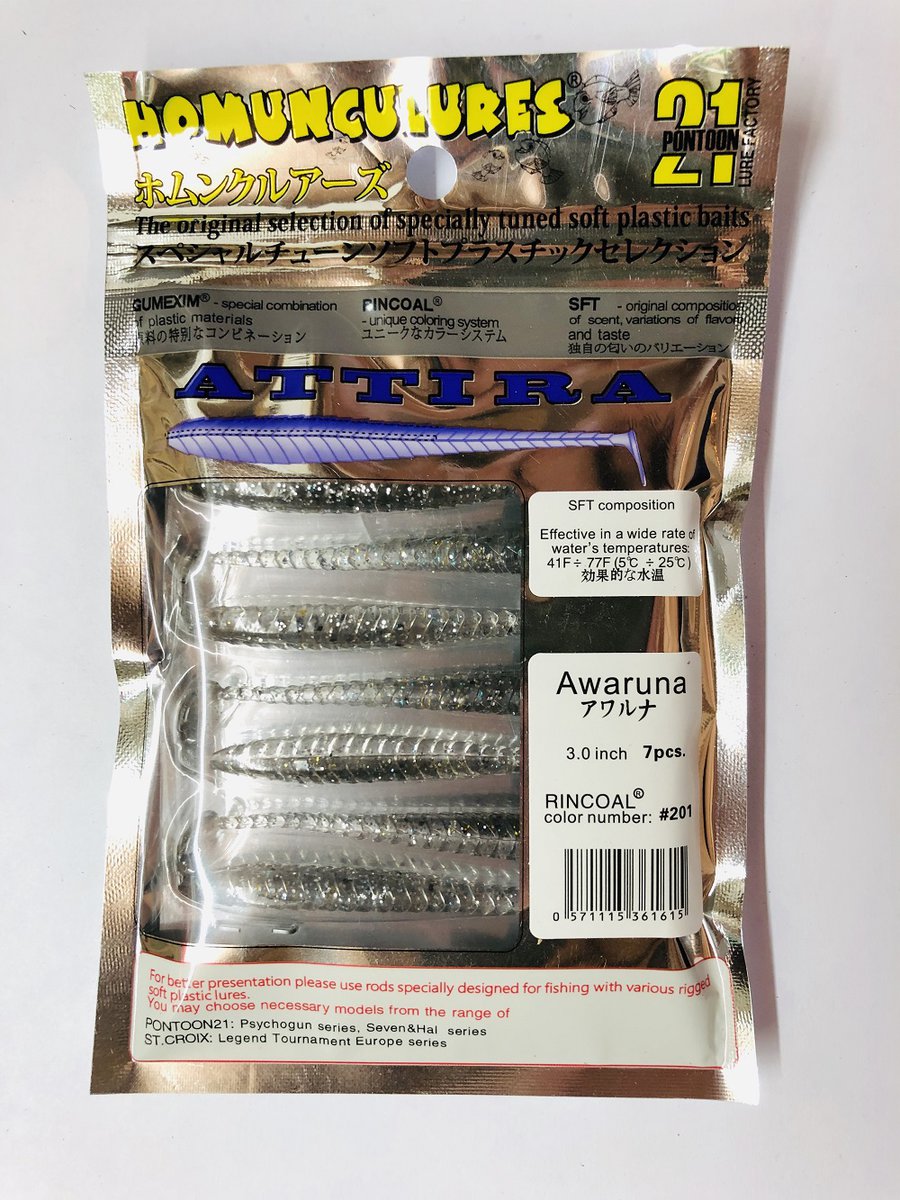 HOMUNCULURES®
21
PONTOON
LURE FACTORY
ホムンクルアーズ
The original selection of specially tuned soft plastic baits
スペシャルチューンソフトプラスチックセレクション
GUMEXIM® - special combination
of plastic materials
原料の特別なコンビネーション
RINCOAL®
- unique coloring system
ユニークなカラーシステム
SFT - original composition
of scent, variations of flavor
and taste
独自の匂いのバリエーション
ATTIRA
SFT composition
Effective in a wide rate of
water's temperatures:
41F÷ 77F (5℃ ÷ 25℃)
効果的な水温
Awaruna
アワルナ
3.0 inch 7pcs.
RINCOAL®
color number: #201
0 571115 361615
For better presentation please use rods specially designed for fishing with various rigged
soft plastic lures.
You may choose necessary models from the range of
PONTOON21: Psychogun series, Seven&Hal series
ST.CROIX: Legend Tournament Europe series